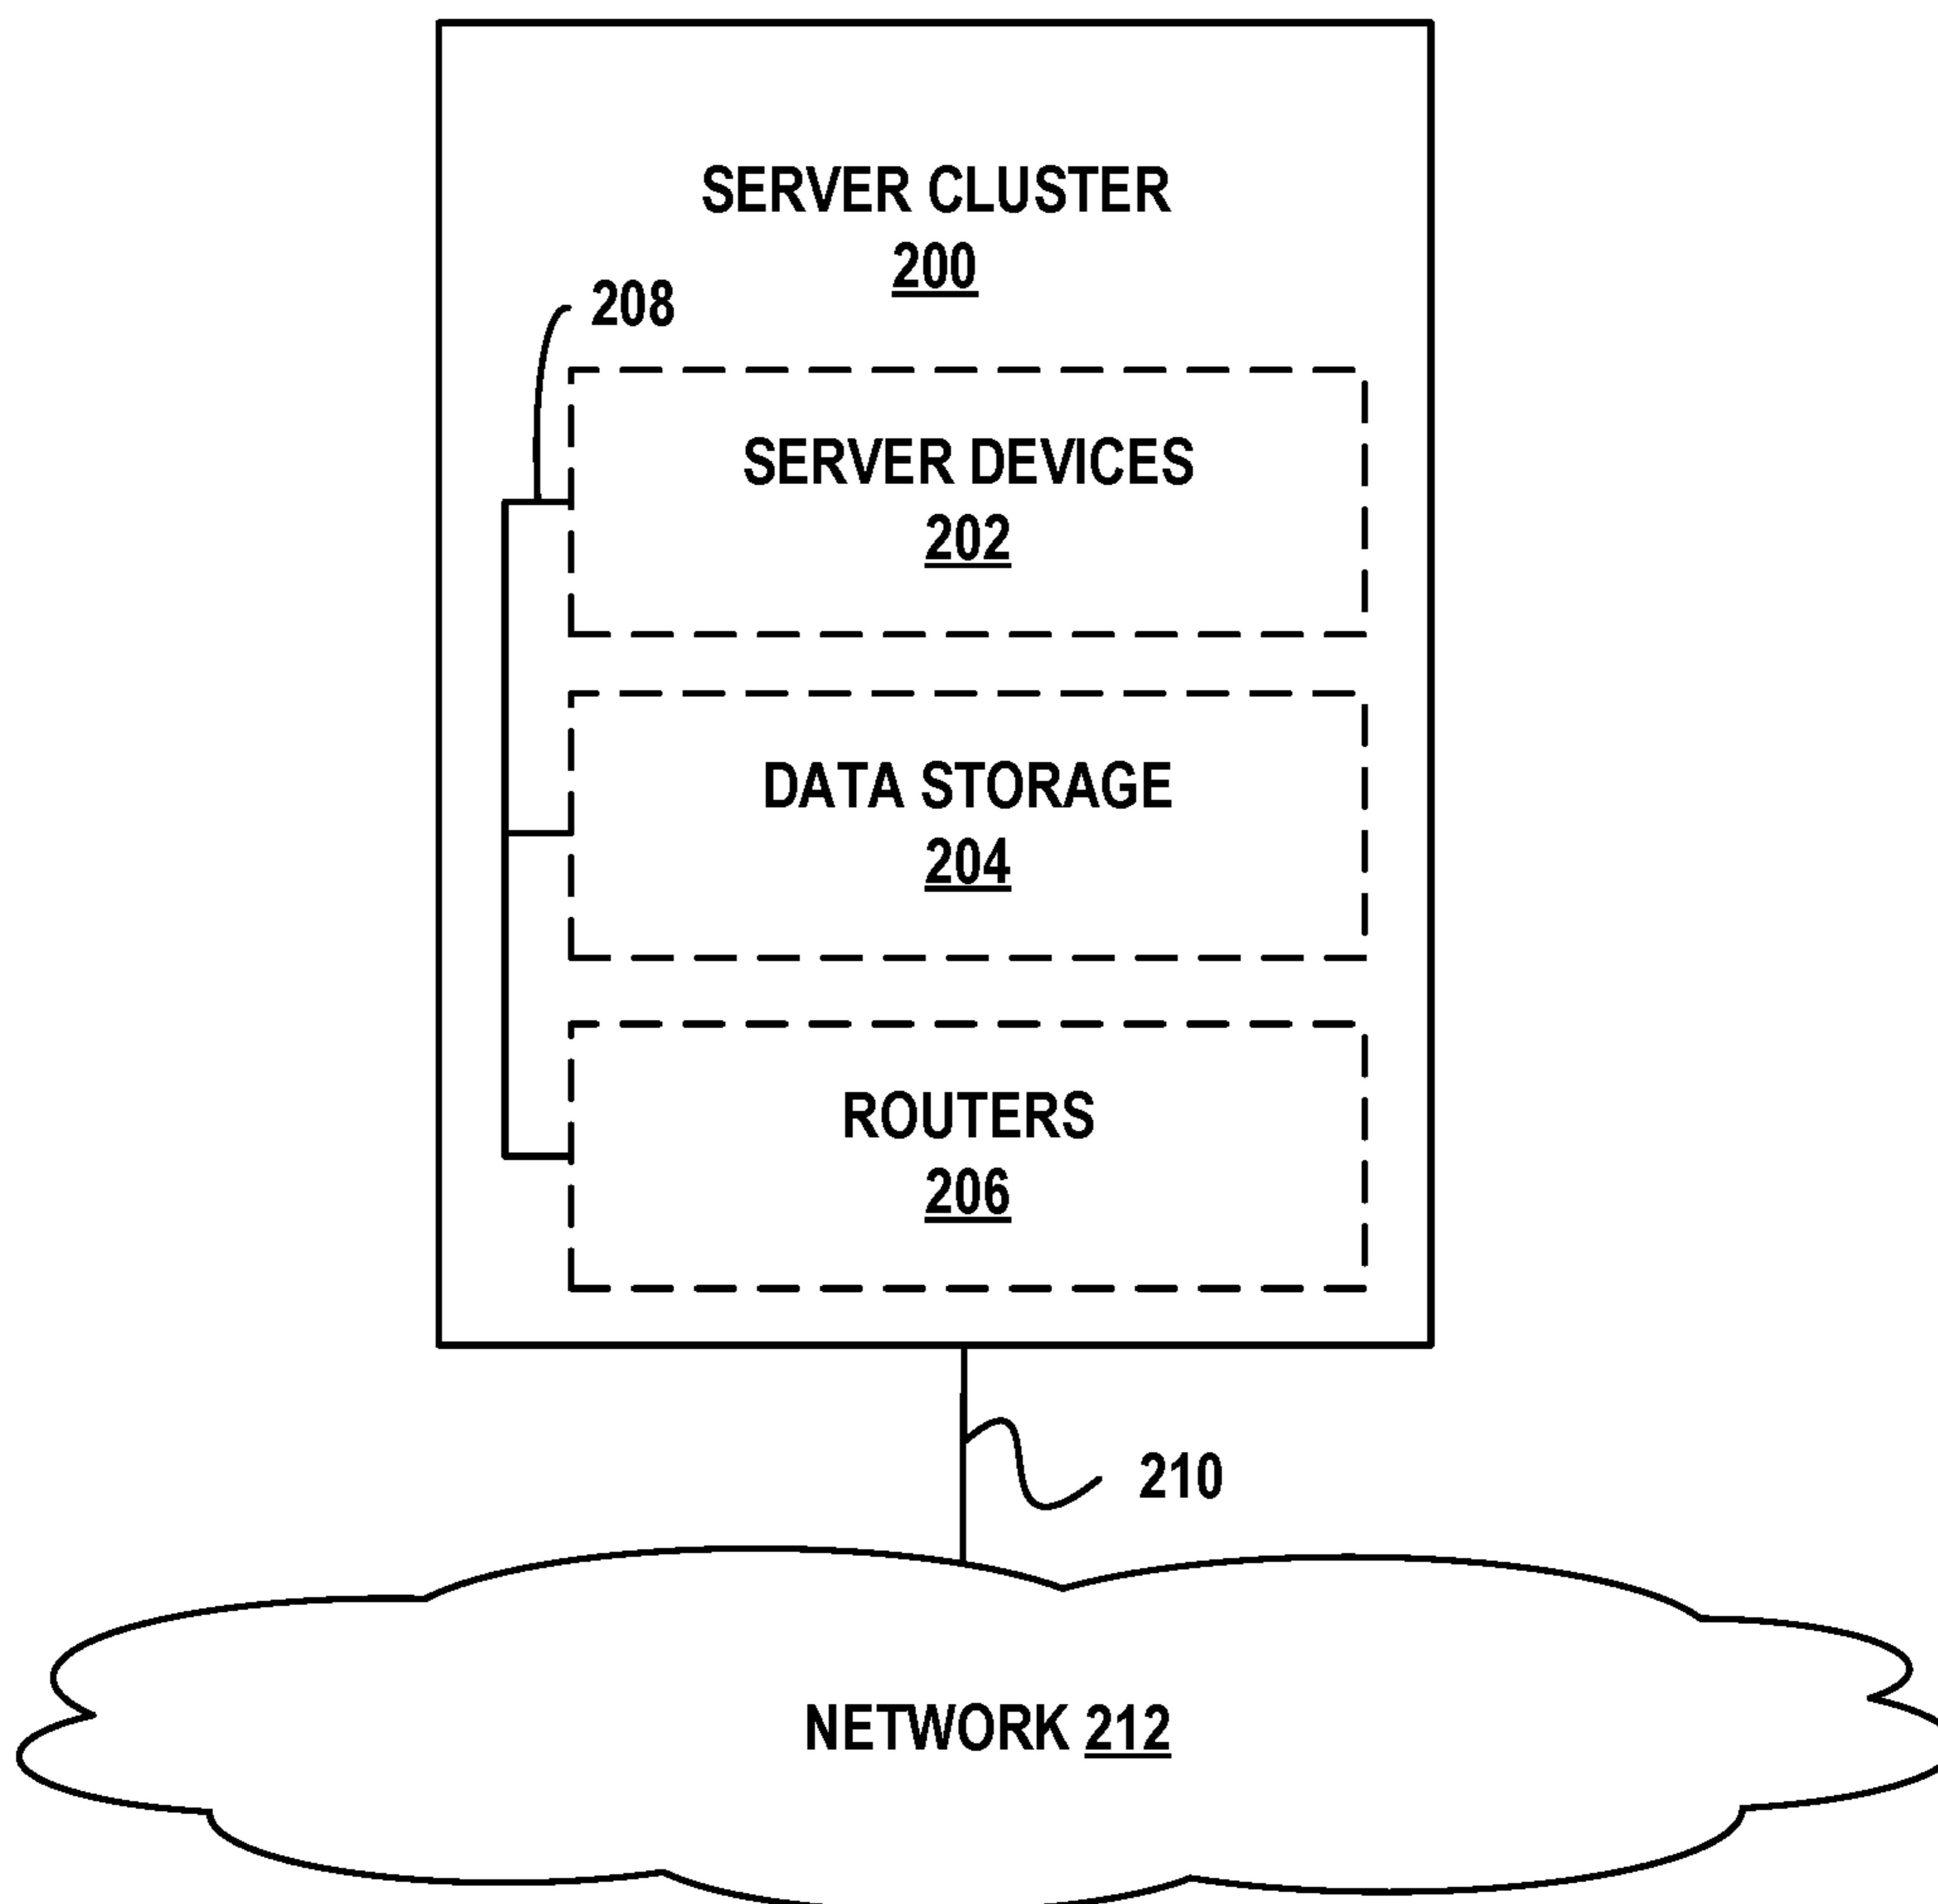 SERVER CLUSTER
200
208
SERVER DEVICES
202
DATA STORAGE
204
ROUTERS
206
210
NETWORK 212